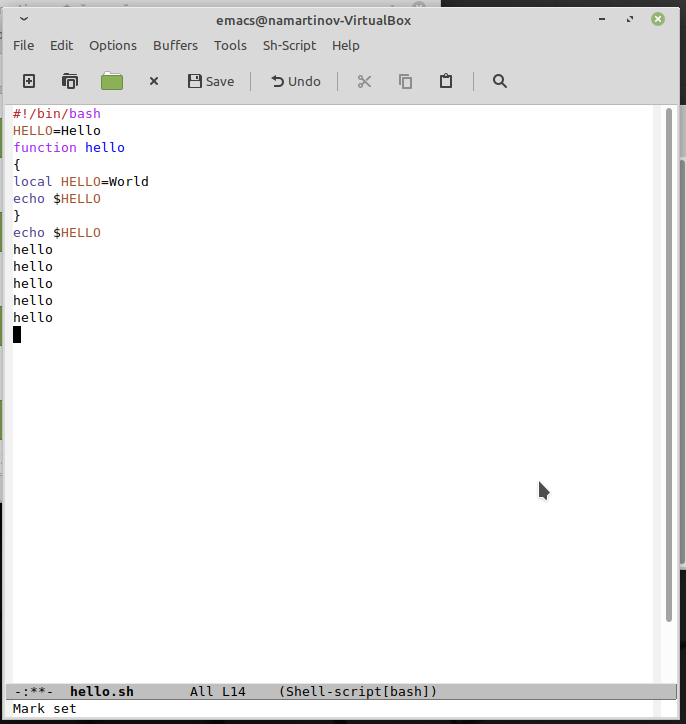 emacs@namartinov-VirtualBox
File Edit Options Buffers Tools Sh-Script Help
Save Undo
#!/bin/bash
HELLO=Hello
function hello
{
local HELLO=World
echo $HELLO
}
echo $HELLO
hello
hello
hello
hello
hello
-:**- hello.sh All L14 (Shell-script[bash])
Mark set